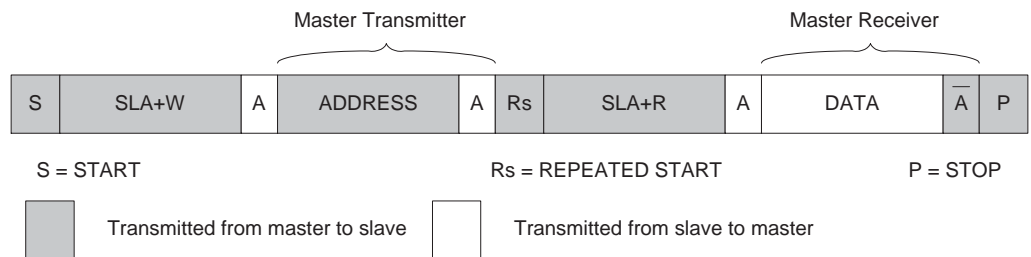 Master Transmitter Master Receiver
S SLA+W A ADDRESS A Rs SLA+R A DATA A̅ P
S = START Rs = REPEATED START P = STOP
Transmitted from master to slave Transmitted from slave to master